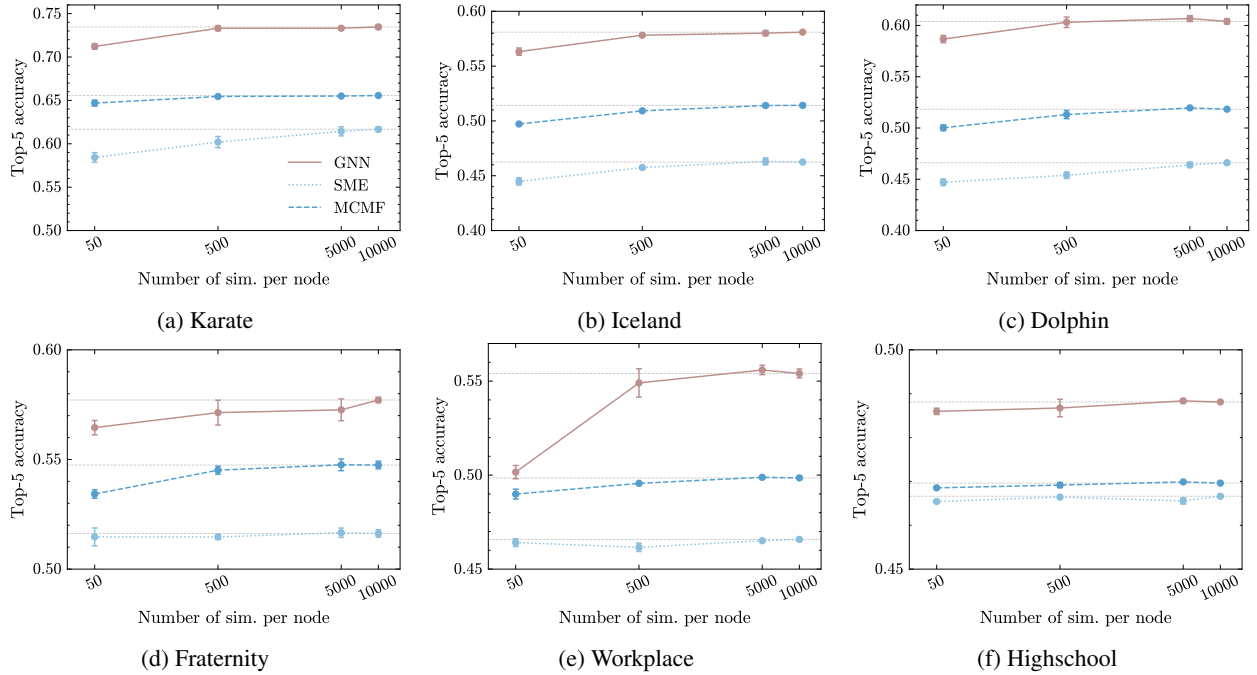 Top-5 accuracy
0.75
0.70
0.65
0.60
0.55
0.50
GNN
SME
MCMF
50
500
5000
10000
Number of sim. per node
(a) Karate
Top-5 accuracy
0.60
0.55
0.50
0.45
0.40
50
500
5000
10000
Number of sim. per node
(b) Iceland
Top-5 accuracy
0.60
0.55
0.50
0.45
0.40
50
500
5000
10000
Number of sim. per node
(c) Dolphin
Top-5 accuracy
0.60
0.55
0.50
50
500
5000
10000
Number of sim. per node
(d) Fraternity
Top-5 accuracy
0.55
0.50
0.45
50
500
5000
10000
Number of sim. per node
(e) Workplace
Top-5 accuracy
0.50
0.45
50
500
5000
10000
Number of sim. per node
(f) Highschool